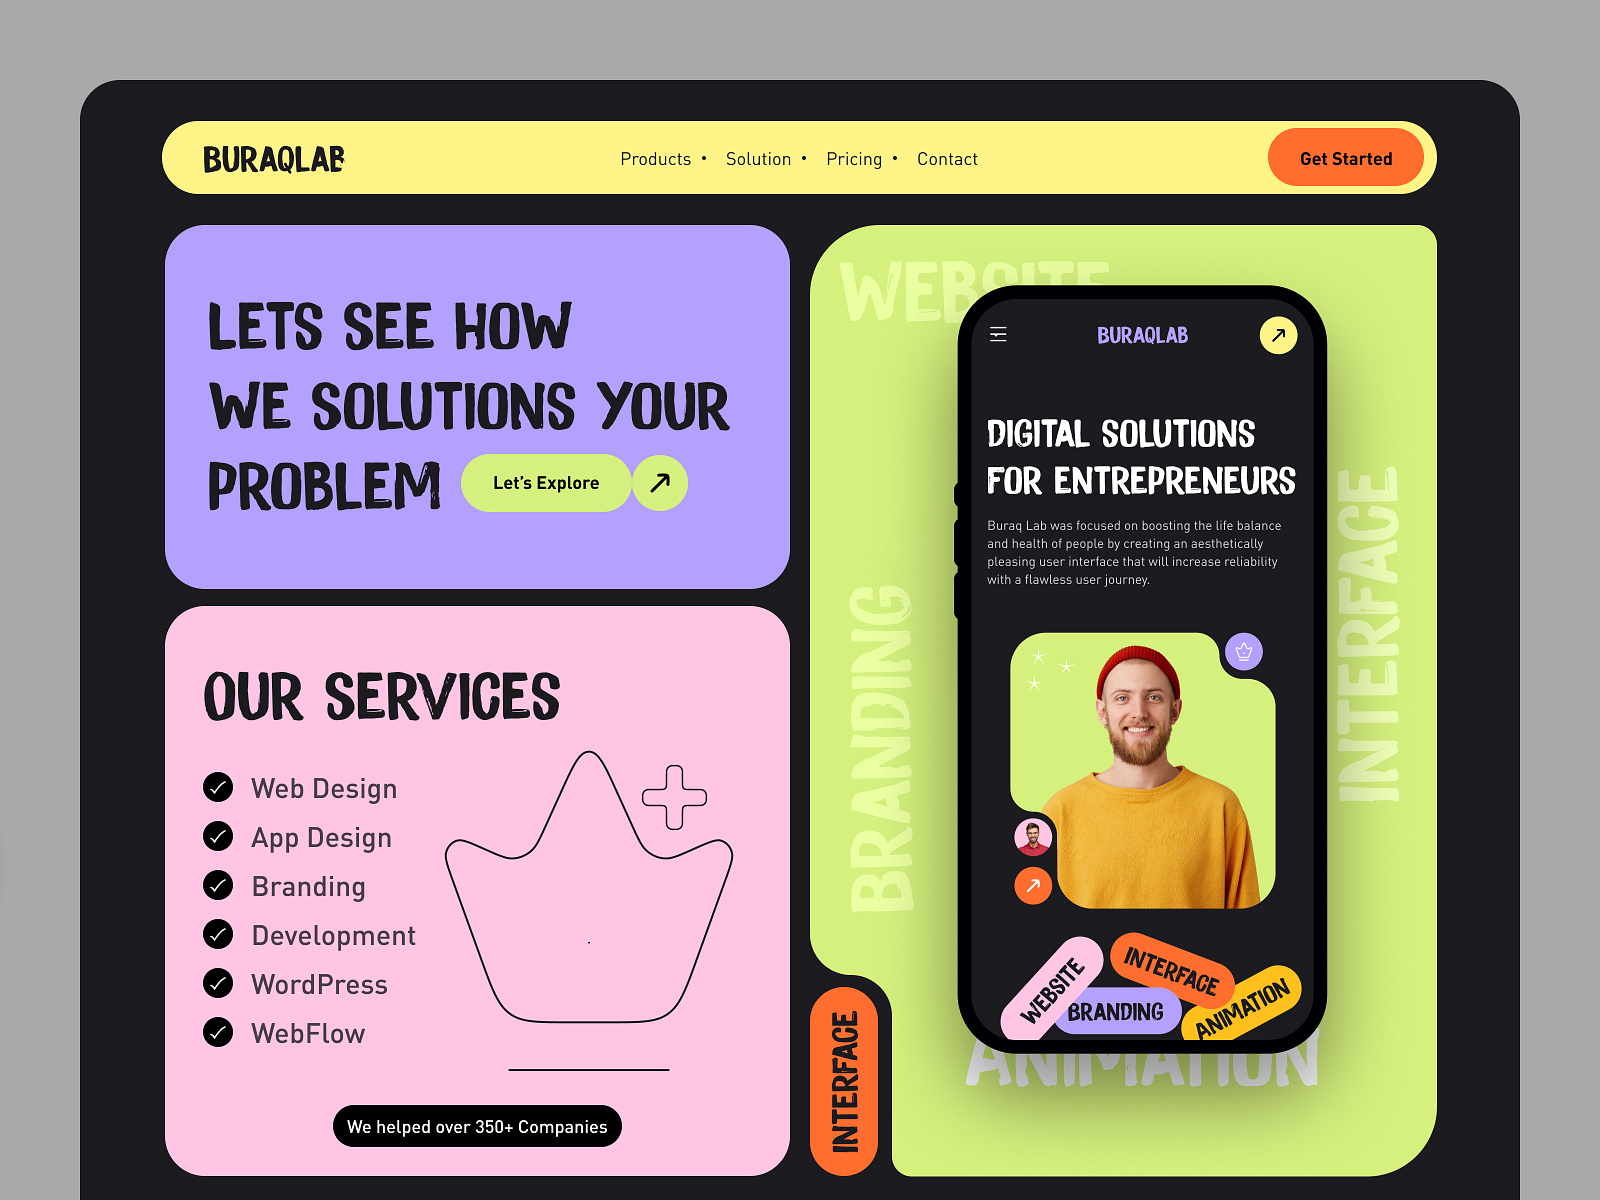 BURAQLAB
Products • Solution • Pricing • Contact
Get Started
LETS SEE HOW
WE SOLUTIONS YOUR
PROBLEM
Let's Explore
OUR SERVICES
Web Design
App Design
Branding
Development
WordPress
WebFlow
We helped over 350+ Companies
WEBSITE
BRANDING
INTERFACE
ANIMATION
INTERFACE
BURAQLAB
DIGITAL SOLUTIONS
FOR ENTREPRENEURS
Buraq Lab was focused on boosting the life balance
and health of people by creating an aesthetically
pleasing user interface that will increase reliability
with a flawless user journey.
WEBSITE
INTERFACE
BRANDING
ANIMATION